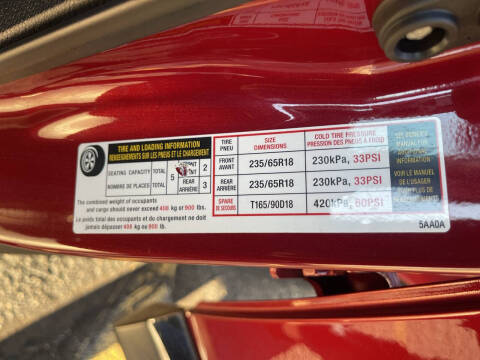 TIRE AND LOADING INFORMATION
RENSEIGNEMENTS SUR LES PNEUS ET LE CHARGEMENT
SEATING CAPACITY TOTAL 5 FRONT AVANT 2
NOMBRE DE PLACES TOTAL REAR ARRIÈRE 3
The combined weight of occupants
and cargo should never exceed 408 kg or 900 lbs.
Le poids total des occupants et du chargement ne doit
jamais dépasser 408 kg ou 900 lb.
TIRE PNEU SIZE DIMENSIONS COLD TIRE PRESSURE PRESSION DES PNEUS À FROID
FRONT AVANT 235/65R18 230kPa, 33PSI
REAR ARRIÈRE 235/65R18 230kPa, 33PSI
SPARE DE SECOURS T165/90D18 420kPa, 60PSI
VOIR LE MANUEL
DE L'USAGER
5AA0A